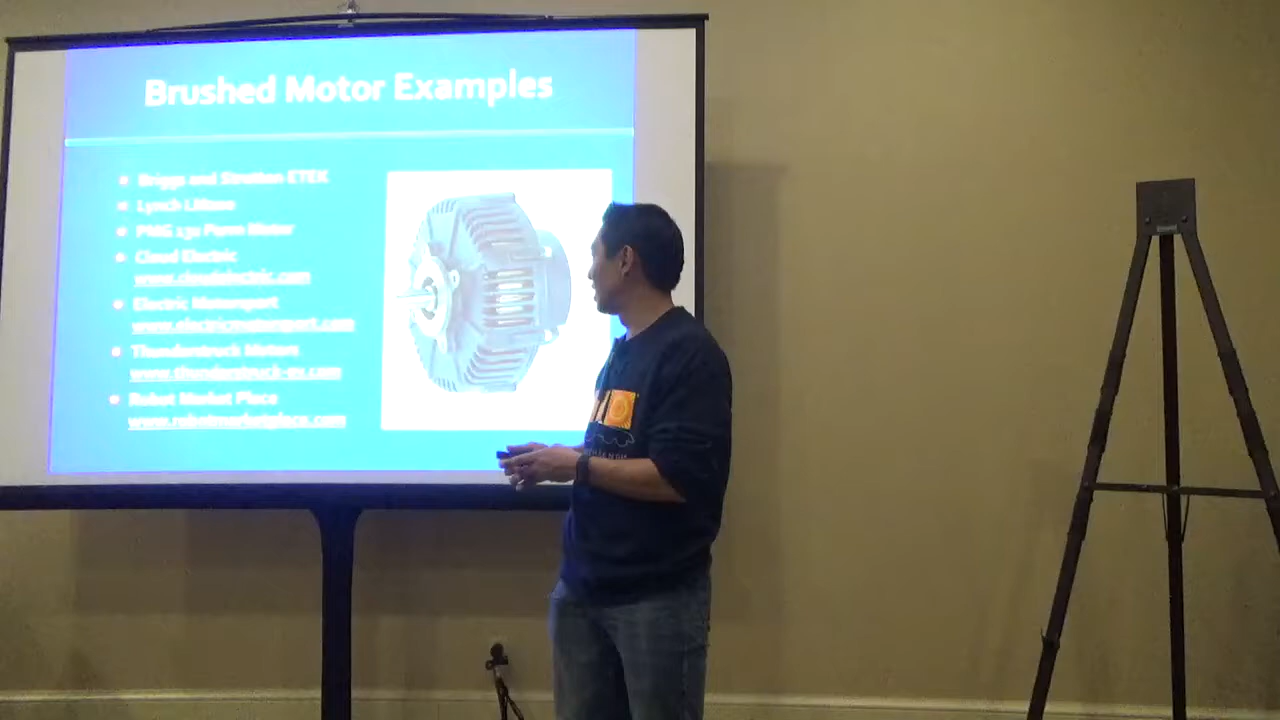 Brushed Motor Examples
Briggs and Stratton ETEK
Lynch
PMG 132 Perm Motor
Cloud Electric
www.cloudelectric.com
Electric Motorsport
www.electricmotorsport.com
Thunderstruck Motors
www.thunderstruck-ev.com
Robot Market Place
www.robotmarketplace.com